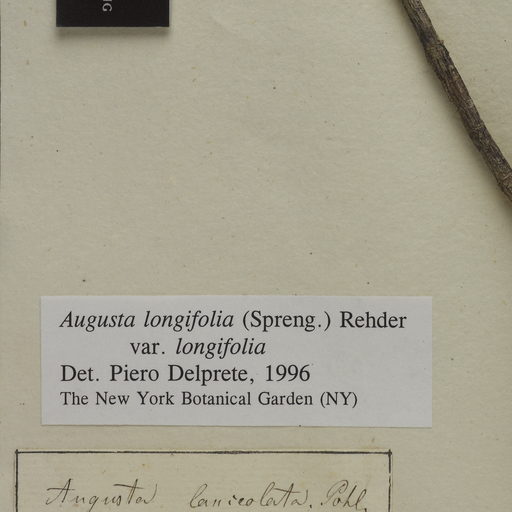 NG
Augusta longifolia (Spreng.) Rehder
var. longifolia
Det. Piero Delprete, 1996
The New York Botanical Garden (NY)
Augusta lanceolata. Pohl.